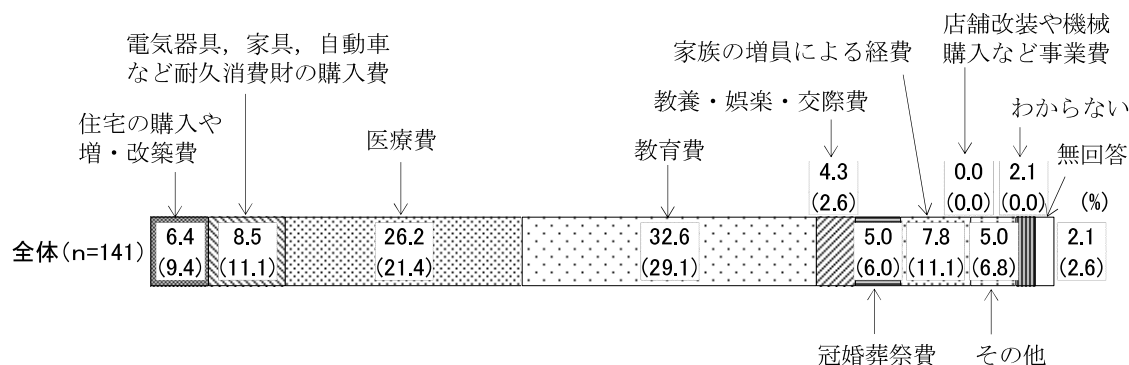 店舗改装や機械
購入など事業費
電気器具，家具，自動車
など耐久消費財の購入費
家族の増員による経費
教養・娯楽・交際費
わからない
住宅の購入や
増・改築費
医療費
教育費
無回答
4.3
(2.6)
0.0
(0.0)
2.1
(0.0)
(%)
全体(n=141)
6.4
(9.4)
8.5
(11.1)
26.2
(21.4)
32.6
(29.1)
5.0
(6.0)
7.8
(11.1)
5.0
(6.8)
2.1
(2.6)
冠婚葬祭費
その他